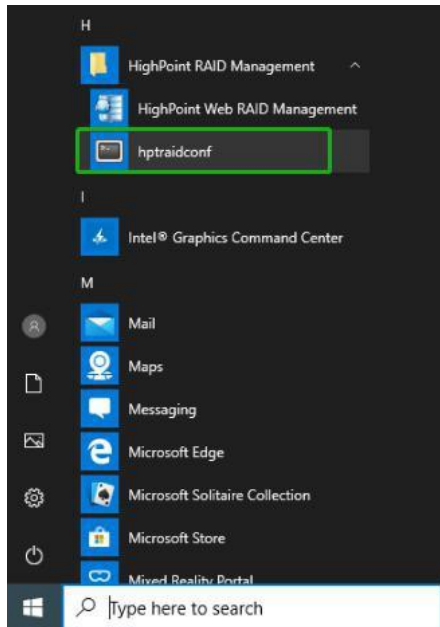 H
HighPoint RAID Management
HighPoint Web RAID Management
hptraidconf
I
Intel® Graphics Command Center
M
Mail
Maps
Messaging
Microsoft Edge
Microsoft Solitaire Collection
Microsoft Store
Mixed Reality Portal
Type here to search